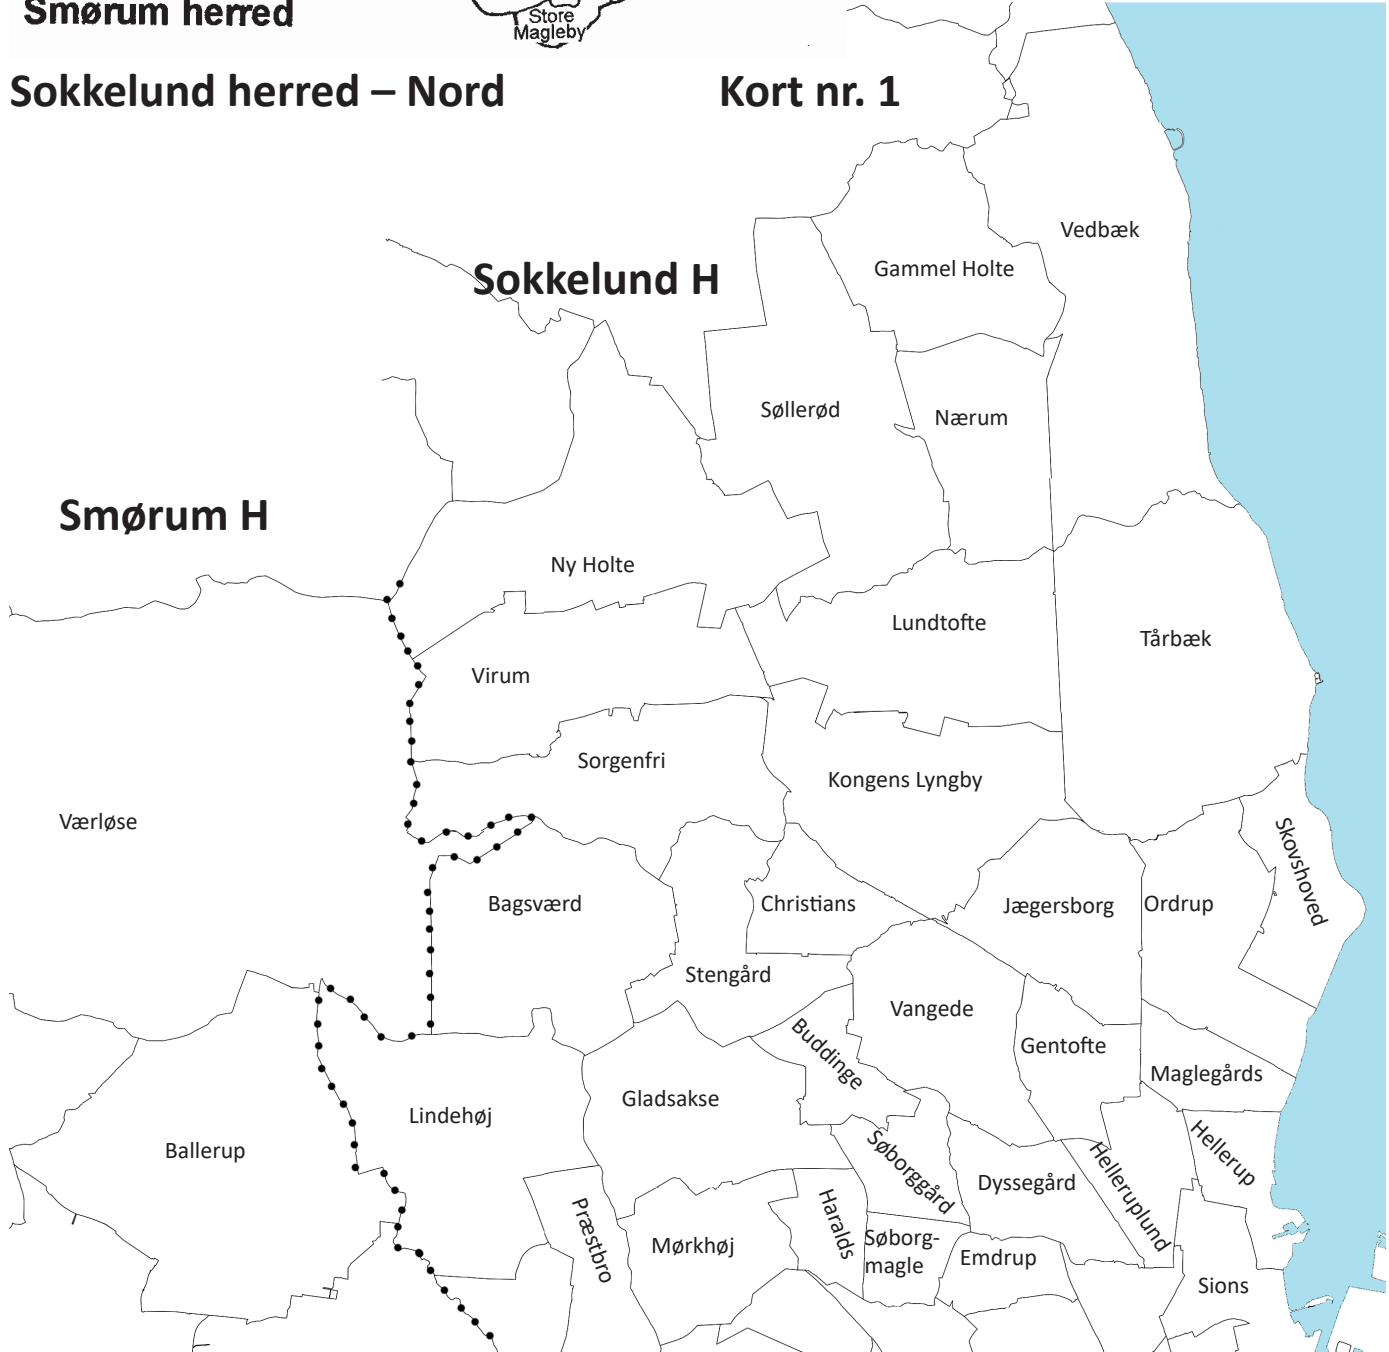 Smørum herred
Store
Magleby
Sokkelund herred – Nord
Kort nr. 1
Vedbæk
Sokkelund H
Gammel Holte
Søllerød
Nærum
Smørum H
Ny Holte
Lundtofte
Tårbæk
Virum
Sorgenfri
Kongens Lyngby
Værløse
Skovshoved
Bagsværd
Christians
Jægersborg
Ordrup
Stengård
Vangede
Buddinge
Gentofte
Maglegårds
Gladsakse
Lindehøj
Ballerup
Søborggård
Dyssegård
Helleruplund
Hellerup
Præstbro
Mørkhøj
Haralds
Søborg-
magle
Emdrup
Sions